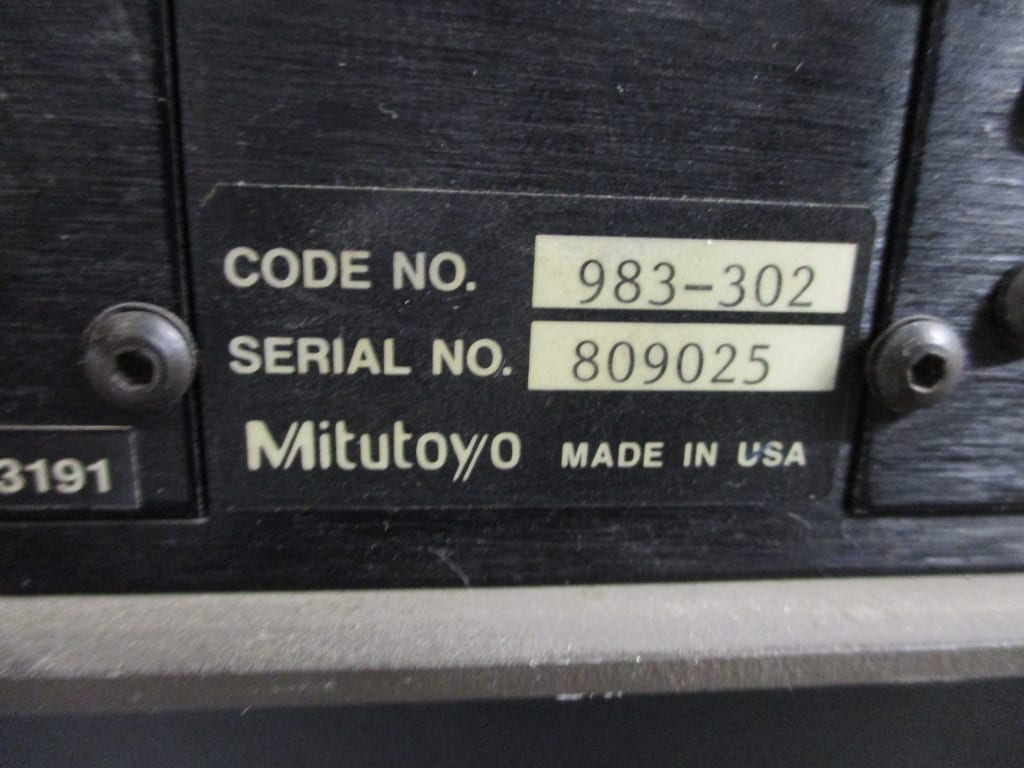 CODE NO. 983-302
SERIAL NO. 809025
Mitutoyo MADE IN USA
3191